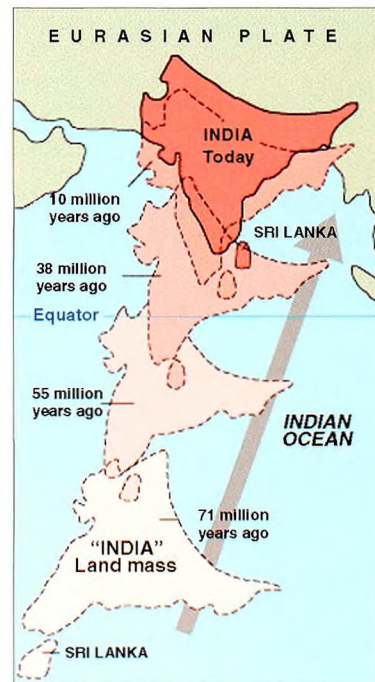 EURASIAN PLATE
INDIA
Today
10 million
years ago
SRI LANKA
38 million
years ago
Equator
55 million
years ago
INDIAN
OCEAN
71 million
years ago
"INDIA"
Land mass
SRI LANKA